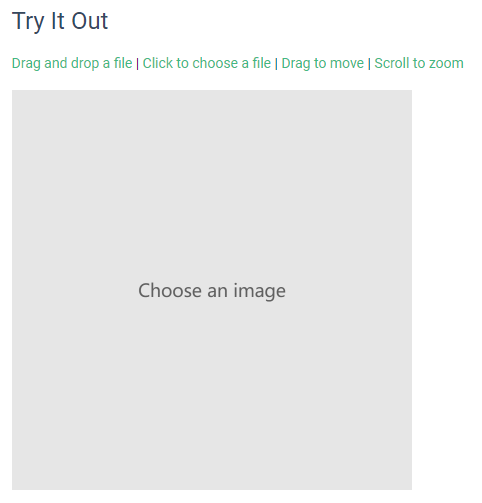 Try It Out
Drag and drop a file | Click to choose a file | Drag to move | Scroll to zoom
Choose an image